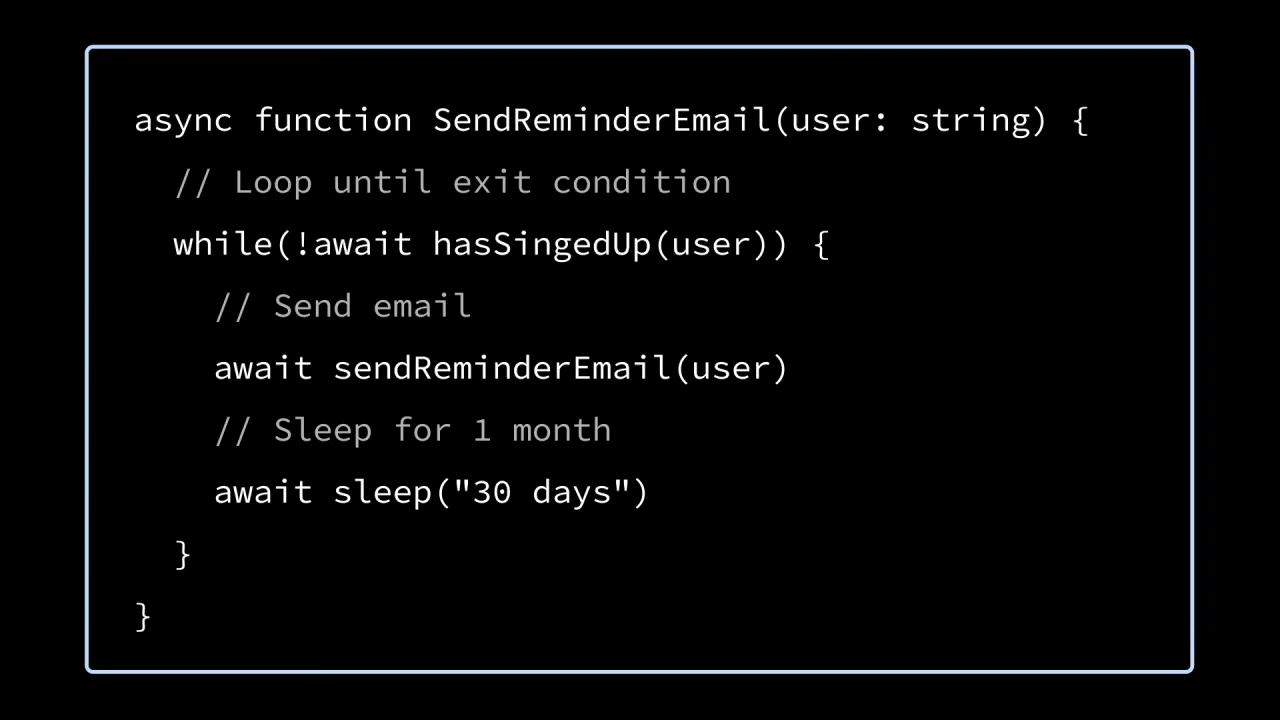 async function SendReminderEmail(user: string) {
// Loop until exit condition
while(!await hasSingedUp(user)) {
// Send email
await sendReminderEmail(user)
// Sleep for 1 month
await sleep("30 days")
}
}